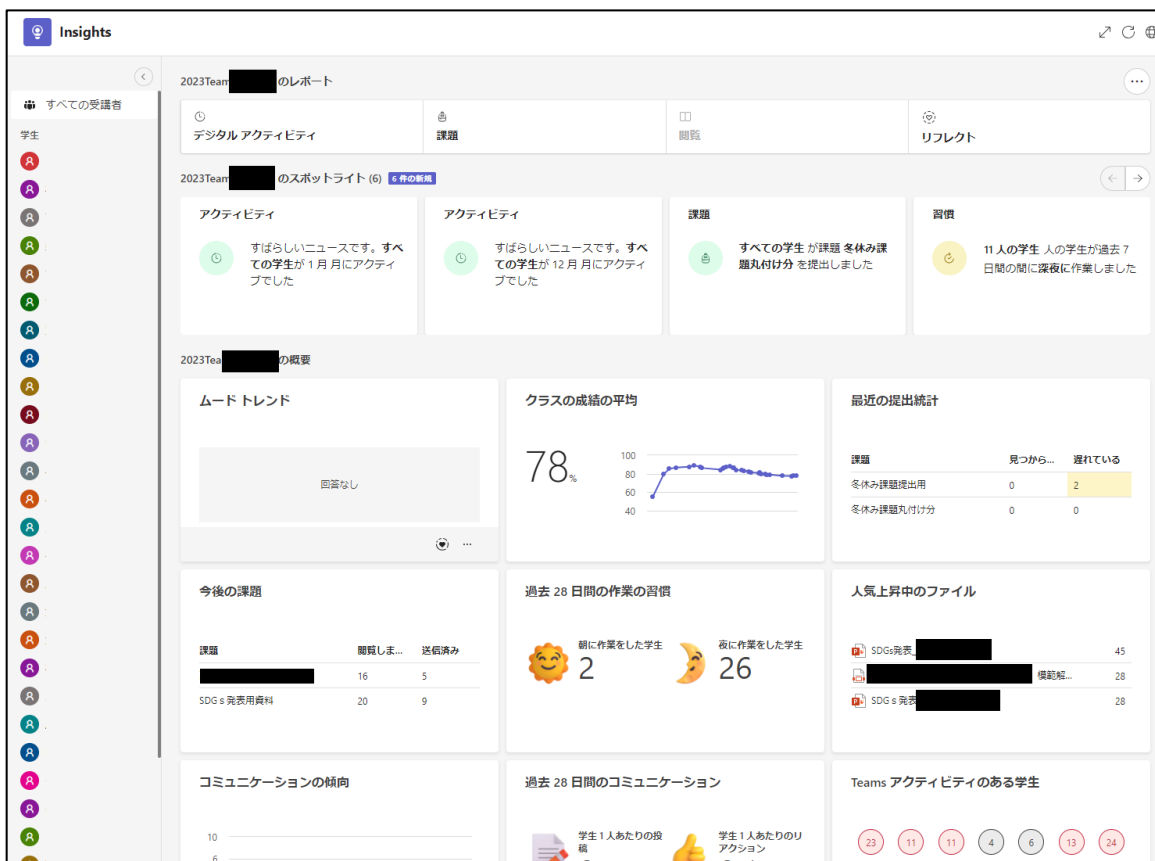 Insights
すべての受講者
学生
2023Team のレポート
デジタル アクティビティ
課題
閲覧
リフレクト
2023Team のスポットライト (6) 6 件の新規
アクティビティ
すばらしいニュースです。すべ
ての学生が 1 月 月にアクティ
ブでした
アクティビティ
すばらしいニュースです。すべ
ての学生が 12 月 月にアクティ
ブでした
課題
すべての学生 が課題 冬休み課
題丸付け分 を提出しました
習慣
11 人の学生 人の学生が過去 7
日間の間に深夜に作業しました
2023Tea の概要
ムード トレンド
回答なし
クラスの成績の平均
78%
100
80
60
40
最近の提出統計
課題 見つから... 遅れている
冬休み課題提出用 0 2
冬休み課題丸付け分 0 0
今後の課題
課題 閲覧しま... 送信済み
16 5
SDGs発表用資料 20 9
過去 28 日間の作業の習慣
朝に作業をした学生
2
夜に作業をした学生
26
人気上昇中のファイル
SDGs発表_ 45
模範解... 28
SDGs発表 28
コミュニケーションの傾向
10
過去 28 日間のコミュニケーション
学生 1 人あたりの投
稿
学生 1 人あたりのリ
アクション
Teams アクティビティのある学生
23 11 11 4 6 13 24